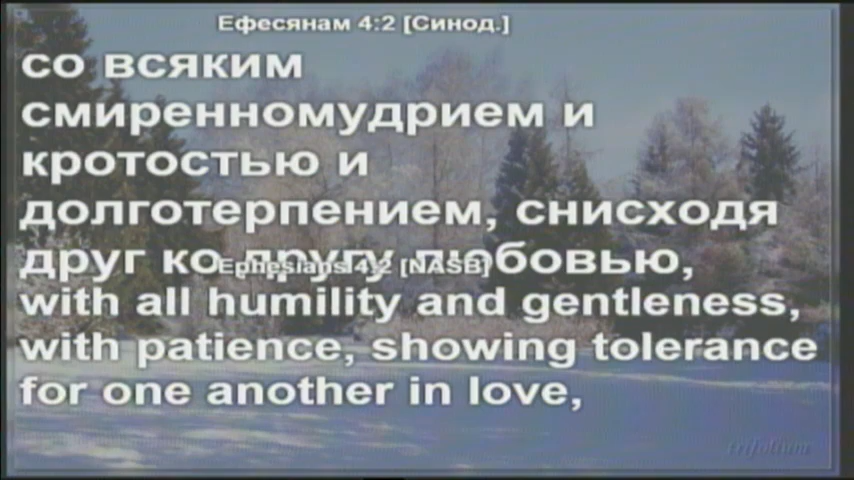 Ефесянам 4:2 [Синод.]
со всяким
смиренномудрием и
кротостью и
долготерпением, снисходя
друг ко другу любовью,
Ephesians 4:2 [NASB]
with all humility and gentleness,
with patience, showing tolerance
for one another in love,
trifolium